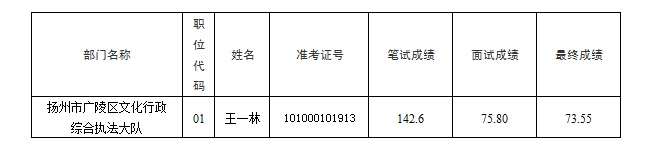 部门名称
职
位
代
码
姓名
准考证号
笔试成绩
面试成绩
最终成绩
扬州市广陵区文化行政
综合执法大队
01
王一林
101000101913
142.6
75.80
73.55